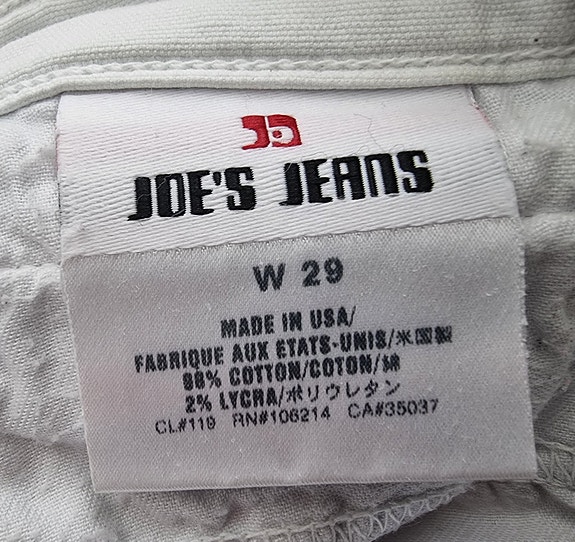 JOE'S JEANS
W 29
MADE IN USA/
FABRIQUE AUX ETATS-UNIS/米国製
98% COTTON/COTON/綿
2% LYCRA/ポリウレタン
CL#119 RN#106214 CA#35037